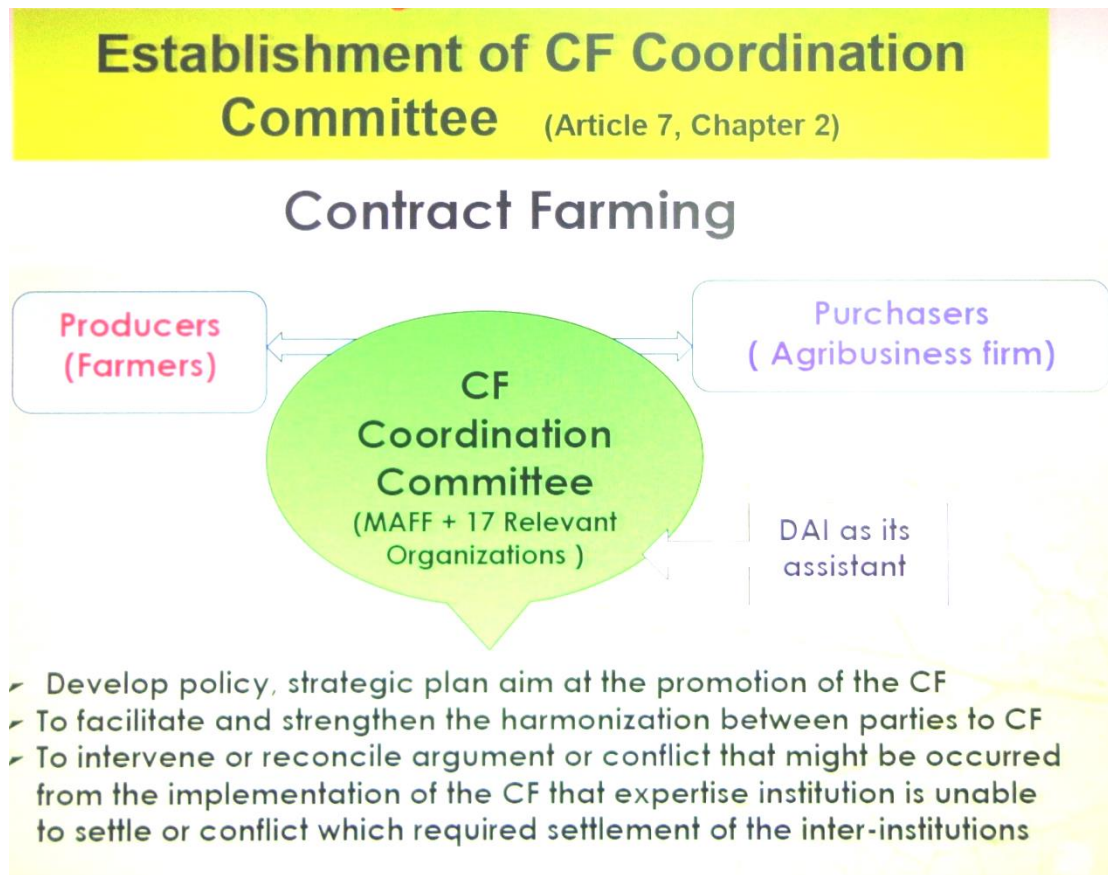 Establishment of CF Coordination
Committee (Article 7, Chapter 2)
Contract Farming
Producers
(Farmers)
Purchasers
( Agribusiness firm)
CF
Coordination
Committee
(MAFF + 17 Relevant
Organizations )
DAI as its
assistant
Develop policy, strategic plan aim at the promotion of the CF
To facilitate and strengthen the harmonization between parties to CF
To intervene or reconcile argument or conflict that might be occurred
from the implementation of the CF that expertise institution is unable
to settle or conflict which required settlement of the inter-institutions